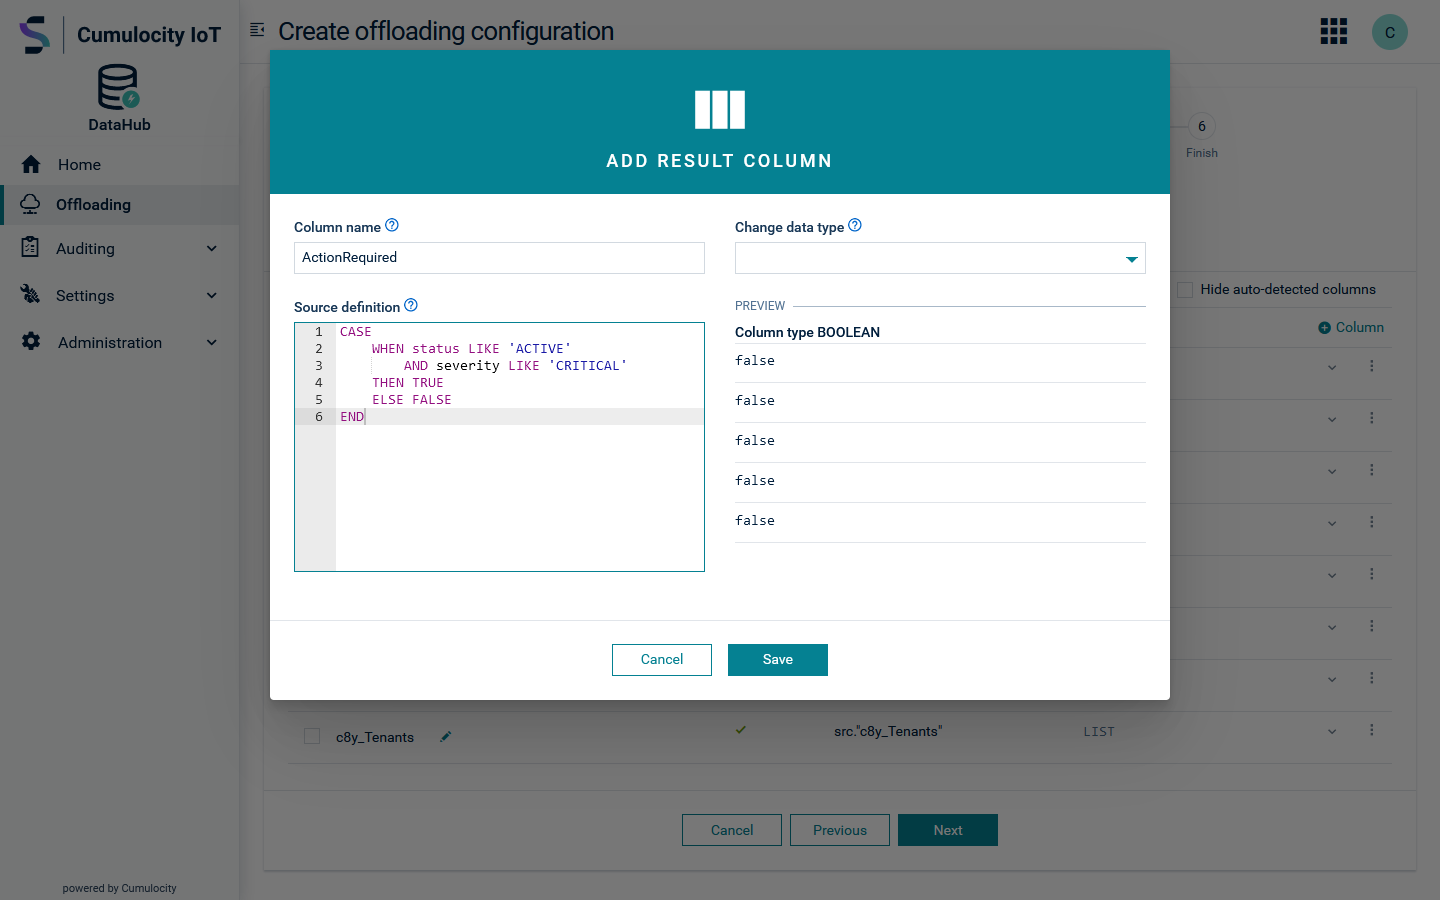 Cumulocity IoT
DataHub
Home
Offloading
Auditing
Settings
Administration
powered by Cumulocity
Create offloading configuration
C
6
Finish
Hide auto-detected columns
Column
ADD RESULT COLUMN
Column name
ActionRequired
Change data type
Source definition
1 CASE
2 WHEN status LIKE 'ACTIVE'
3 AND severity LIKE 'CRITICAL'
4 THEN TRUE
5 ELSE FALSE
6 END
PREVIEW
Column type BOOLEAN
false
false
false
false
false
Cancel Save
c8y_Tenants src."c8y_Tenants" LIST
Cancel Previous Next